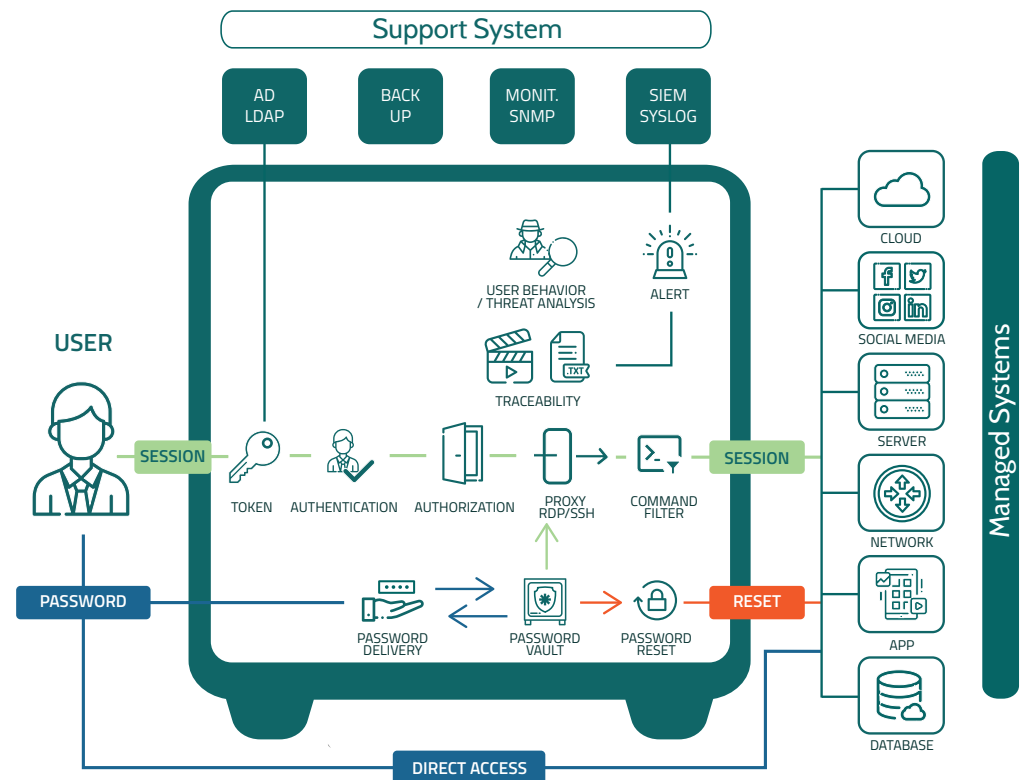 Support System
AD
LDAP
BACK
UP
MONIT.
SNMP
SIEM
SYSLOG
CLOUD
USER BEHAVIOR
/ THREAT ANALYSIS
ALERT
SOCIAL MEDIA
USER
.TXT
TRACEABILITY
SERVER
Managed Systems
SESSION
SESSION
TOKEN
AUTHENTICATION
AUTHORIZATION
PROXY
RDP/SSH
COMMAND
FILTER
NETWORK
PASSWORD
RESET
PASSWORD
DELIVERY
PASSWORD
VAULT
PASSWORD
RESET
APP
DATABASE
DIRECT ACCESS